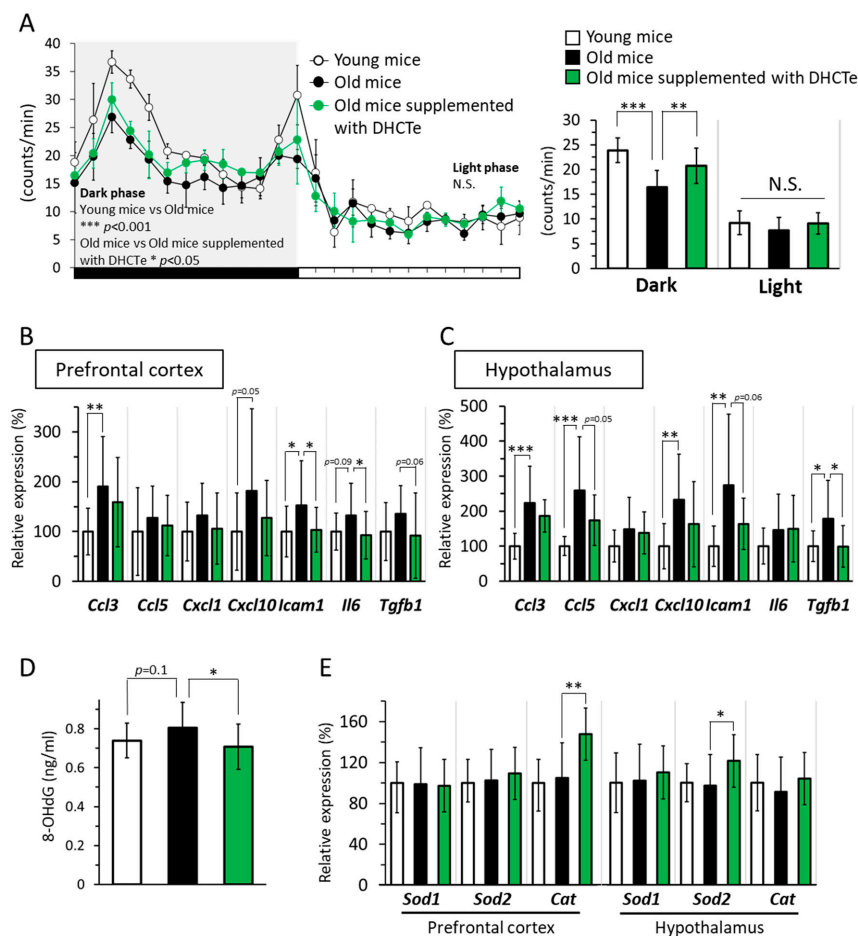 A
Young mice
Old mice
Old mice supplemented
with DHCTe
40
35
30
25
20
15
10
5
0
(counts/min)
Dark phase
Young mice vs Old mice
*** p<0.001
Old mice vs Old mice supplemented
with DHCTe * p<0.05
Light phase
N.S.
Young mice
Old mice
Old mice supplemented with DHCTe
30
25
20
15
10
5
0
(counts/min)
***
**
N.S.
Dark
Light
B
Prefrontal cortex
Relative expression (%)
350
300
250
200
150
100
50
0
**
p=0.05
*
*
p=0.09
*
p=0.06
Ccl3
Ccl5
Cxcl1
Cxcl10
Icam1
Il6
Tgfb1
C
Hypothalamus
Relative expression (%)
500
400
300
200
100
0
***
***
p=0.05
**
**
p=0.06
*
*
Ccl3
Ccl5
Cxcl1
Cxcl10
Icam1
Il6
Tgfb1
D
8-OHdG (ng/ml)
0.8
0.6
0.4
0.2
0
p=0.1
*
E
Relative expression (%)
160
120
80
40
0
**
*
Sod1
Sod2
Cat
Sod1
Sod2
Cat
Prefrontal cortex
Hypothalamus